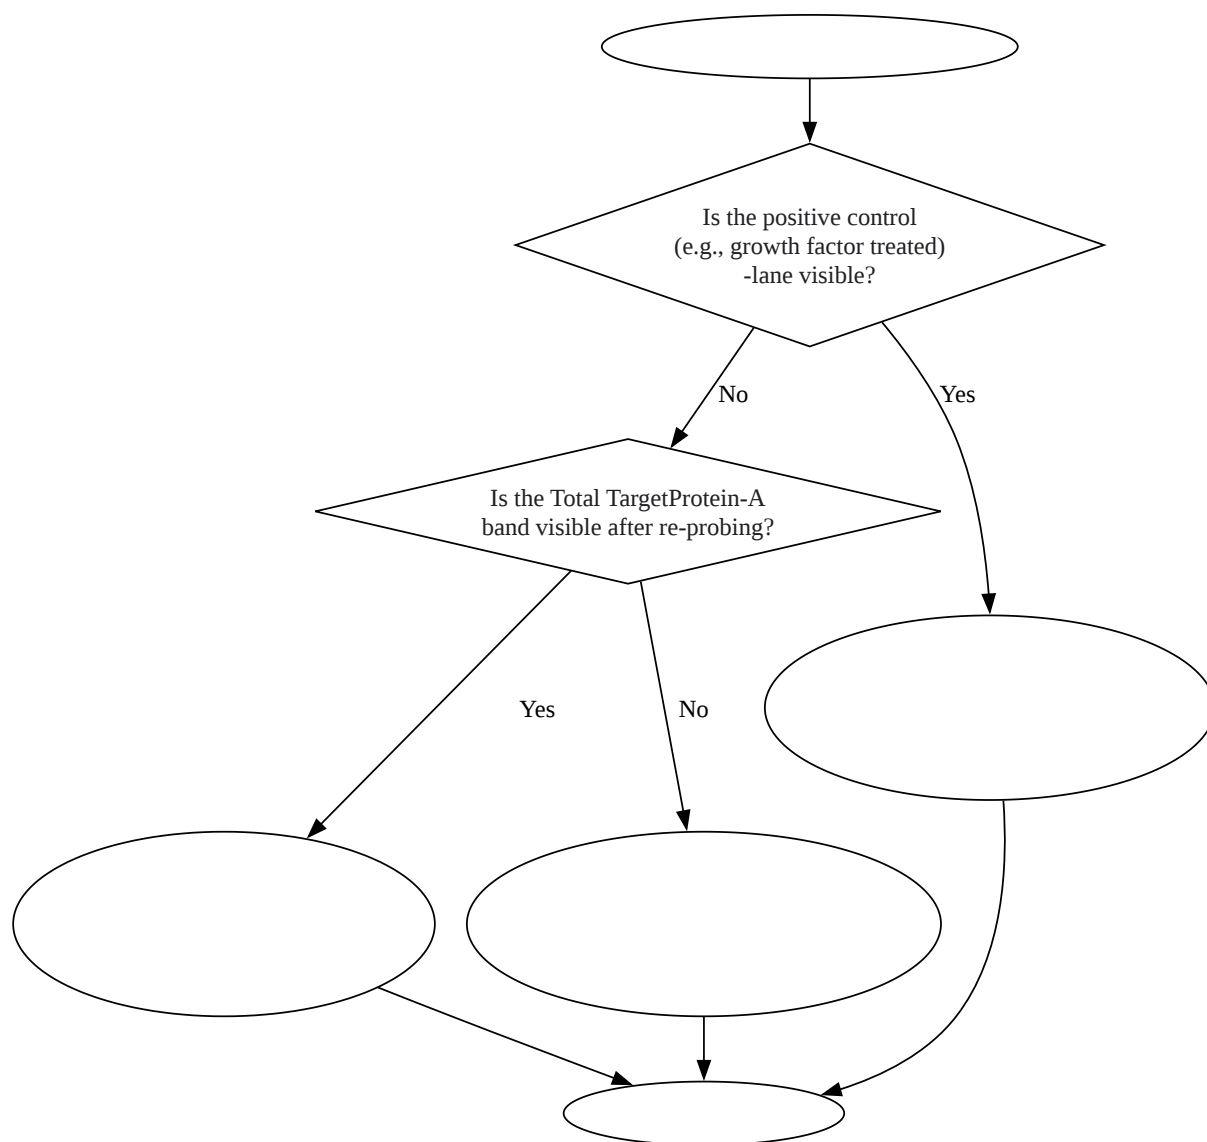 Is the positive control
(e.g., growth factor treated)
-lane visible?
No
Yes
Is the Total TargetProtein-A
band visible after re-probing?
Yes
No